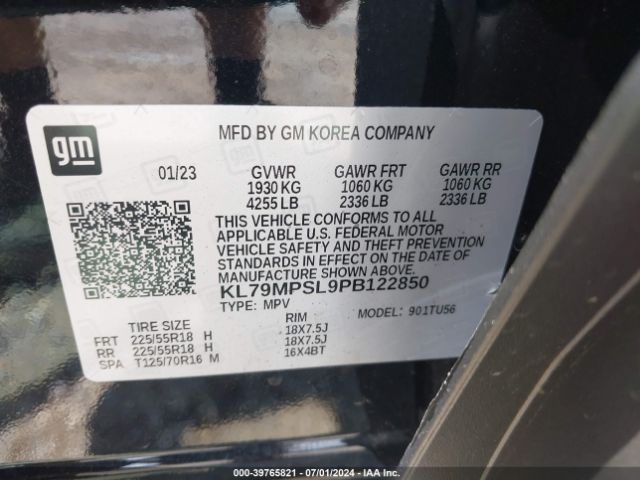 gm
MFD BY GM KOREA COMPANY
01/23 GVWR GAWR FRT GAWR RR
1930 KG 1060 KG 1060 KG
4255 LB 2336 LB 2336 LB
THIS VEHICLE CONFORMS TO ALL
APPLICABLE U.S. FEDERAL MOTOR
VEHICLE SAFETY AND THEFT PREVENTION
STANDARDS IN EFFECT ON THE DATE OF
MANUFACTURE SHOWN ABOVE.
KL79MPSL9PB122850
TYPE: MPV MODEL: 901TU56
TIRE SIZE RIM
FRT 225/55R18 H 18X7.5J
RR 225/55R18 H 18X7.5J
SPA T125/70R16 M 16X4BT
000-39765821 - 07/01/2024 - IAA Inc.